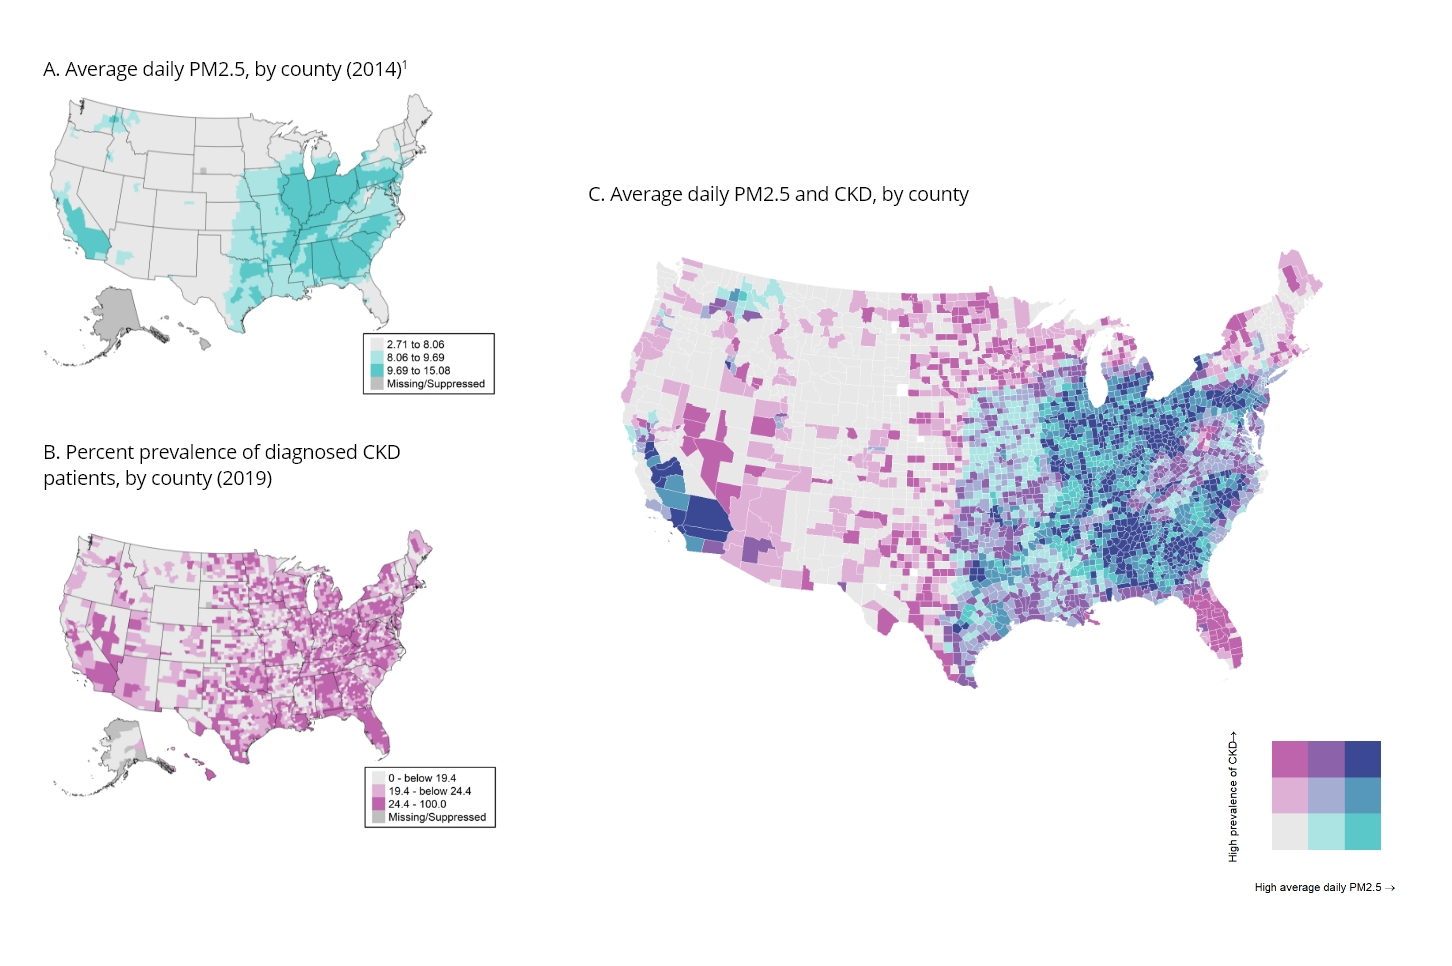 A. Average daily PM2.5, by county (2014)1
2.71 to 8.06
8.06 to 9.69
9.69 to 15.08
Missing/Suppressed
B. Percent prevalence of diagnosed CKD
patients, by county (2019)
0 - below 19.4
19.4 - below 24.4
24.4 - 100.0
Missing/Suppressed
C. Average daily PM2.5 and CKD, by county
High prevalence of CKD→
High average daily PM2.5 →